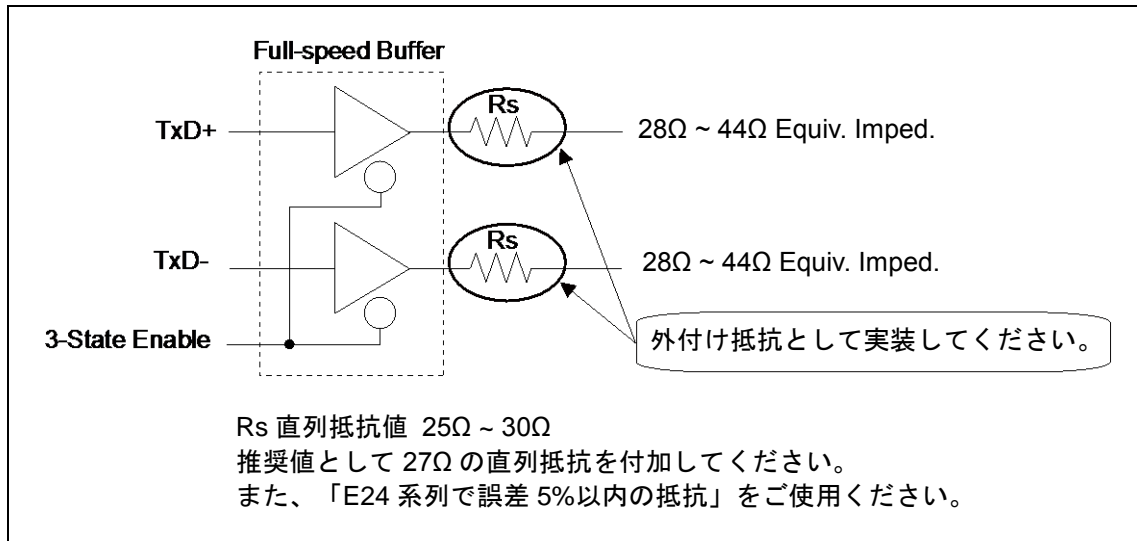 Full-speed Buffer
Rs
TxD+
28Ω ~ 44Ω Equiv. Imped.
Rs
TxD-
28Ω ~ 44Ω Equiv. Imped.
3-State Enable
外付け抵抗として実装してください。
Rs 直列抵抗値 25Ω ~ 30Ω
推奨値として 27Ω の直列抵抗を付加してください。
また、「E24 系列で誤差 5%以内の抵抗」をご使用ください。